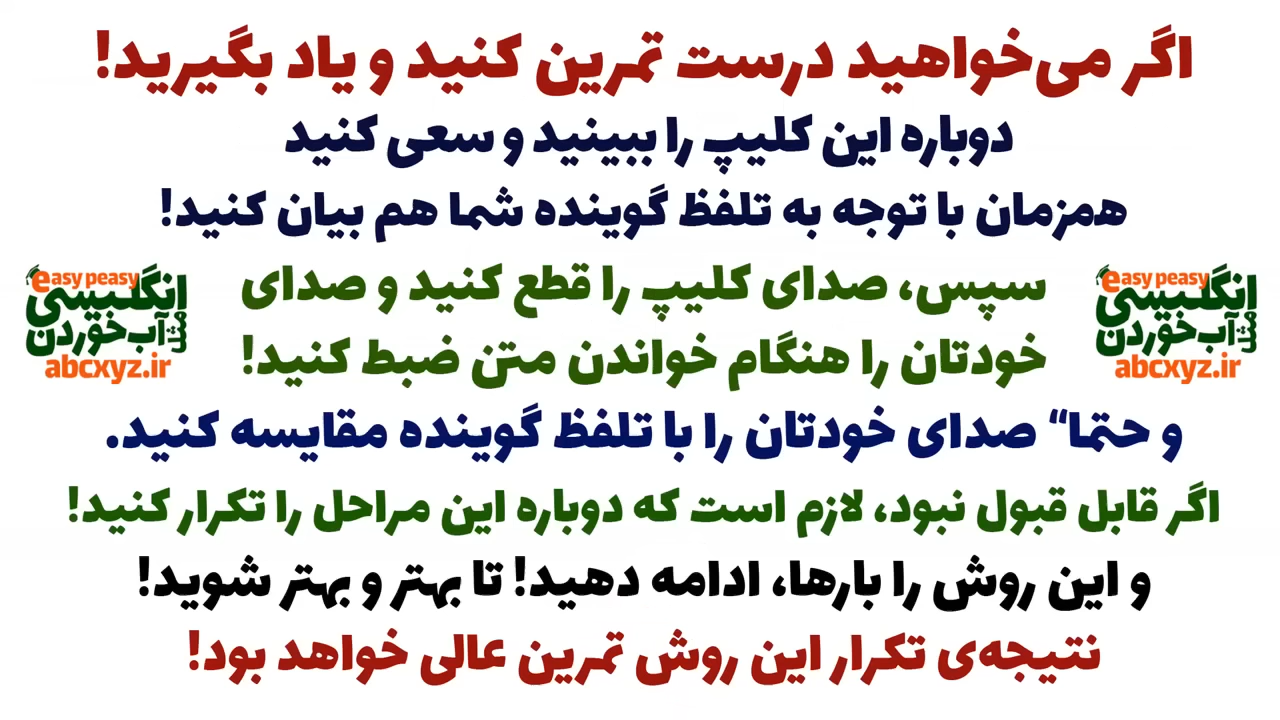 اگر می‌خواهید درست تمرین کنید و یاد بگیرید!
دوباره این کلیپ را ببینید و سعی کنید
همزمان با توجه به تلفظ گوینده شما هم بیان کنید!
سپس، صدای کلیپ را قطع کنید و صدای
خودتان را هنگام خواندن متن ضبط کنید!
و حتما“ صدای خودتان را با تلفظ گوینده مقایسه کنید.
اگر قابل قبول نبود، لازم است که دوباره این مراحل را تکرار کنید!
و این روش را بارها، ادامه دهید! تا بهتر و بهتر شوید!
نتیجه‌ی تکرار این روش تمرین عالی خواهد بود!
easy peasy
انگلیسی
مثل آب خوردن
abcxyz.ir
easy peasy
انگلیسی
مثل آب خوردن
abcxyz.ir